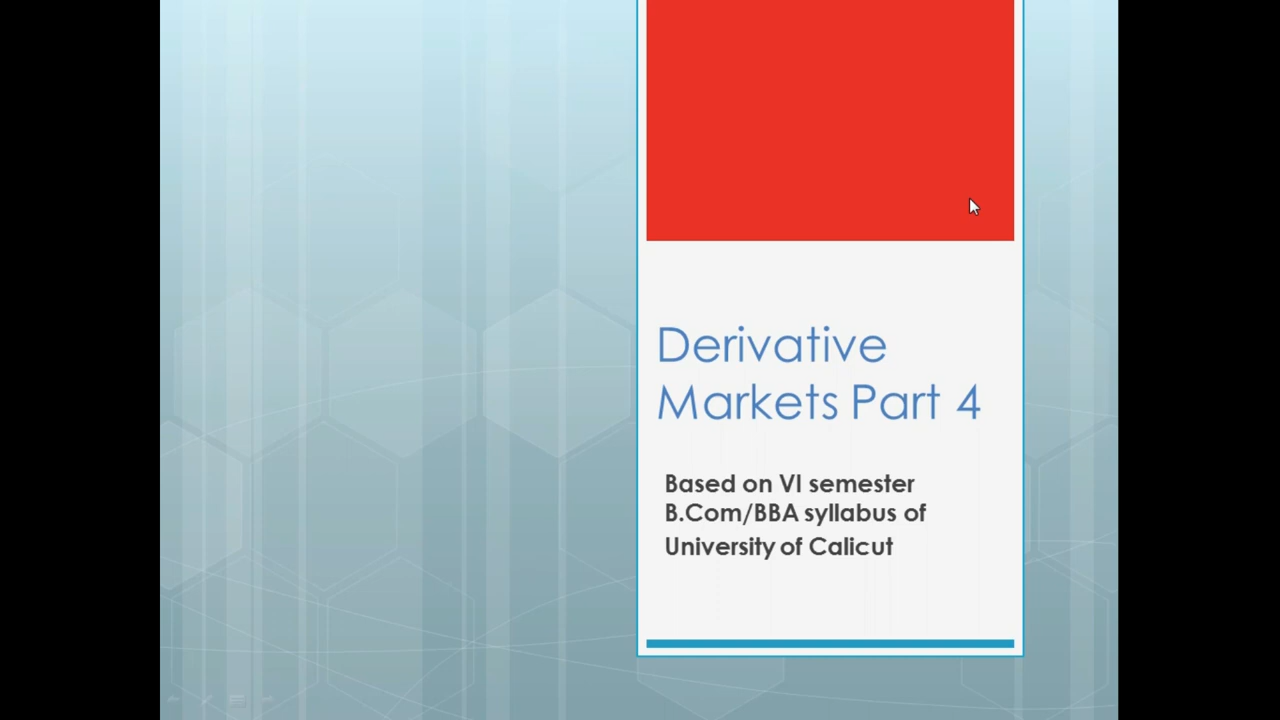 Derivative
Markets Part 4
Based on VI semester
B.Com/BBA syllabus of
University of Calicut